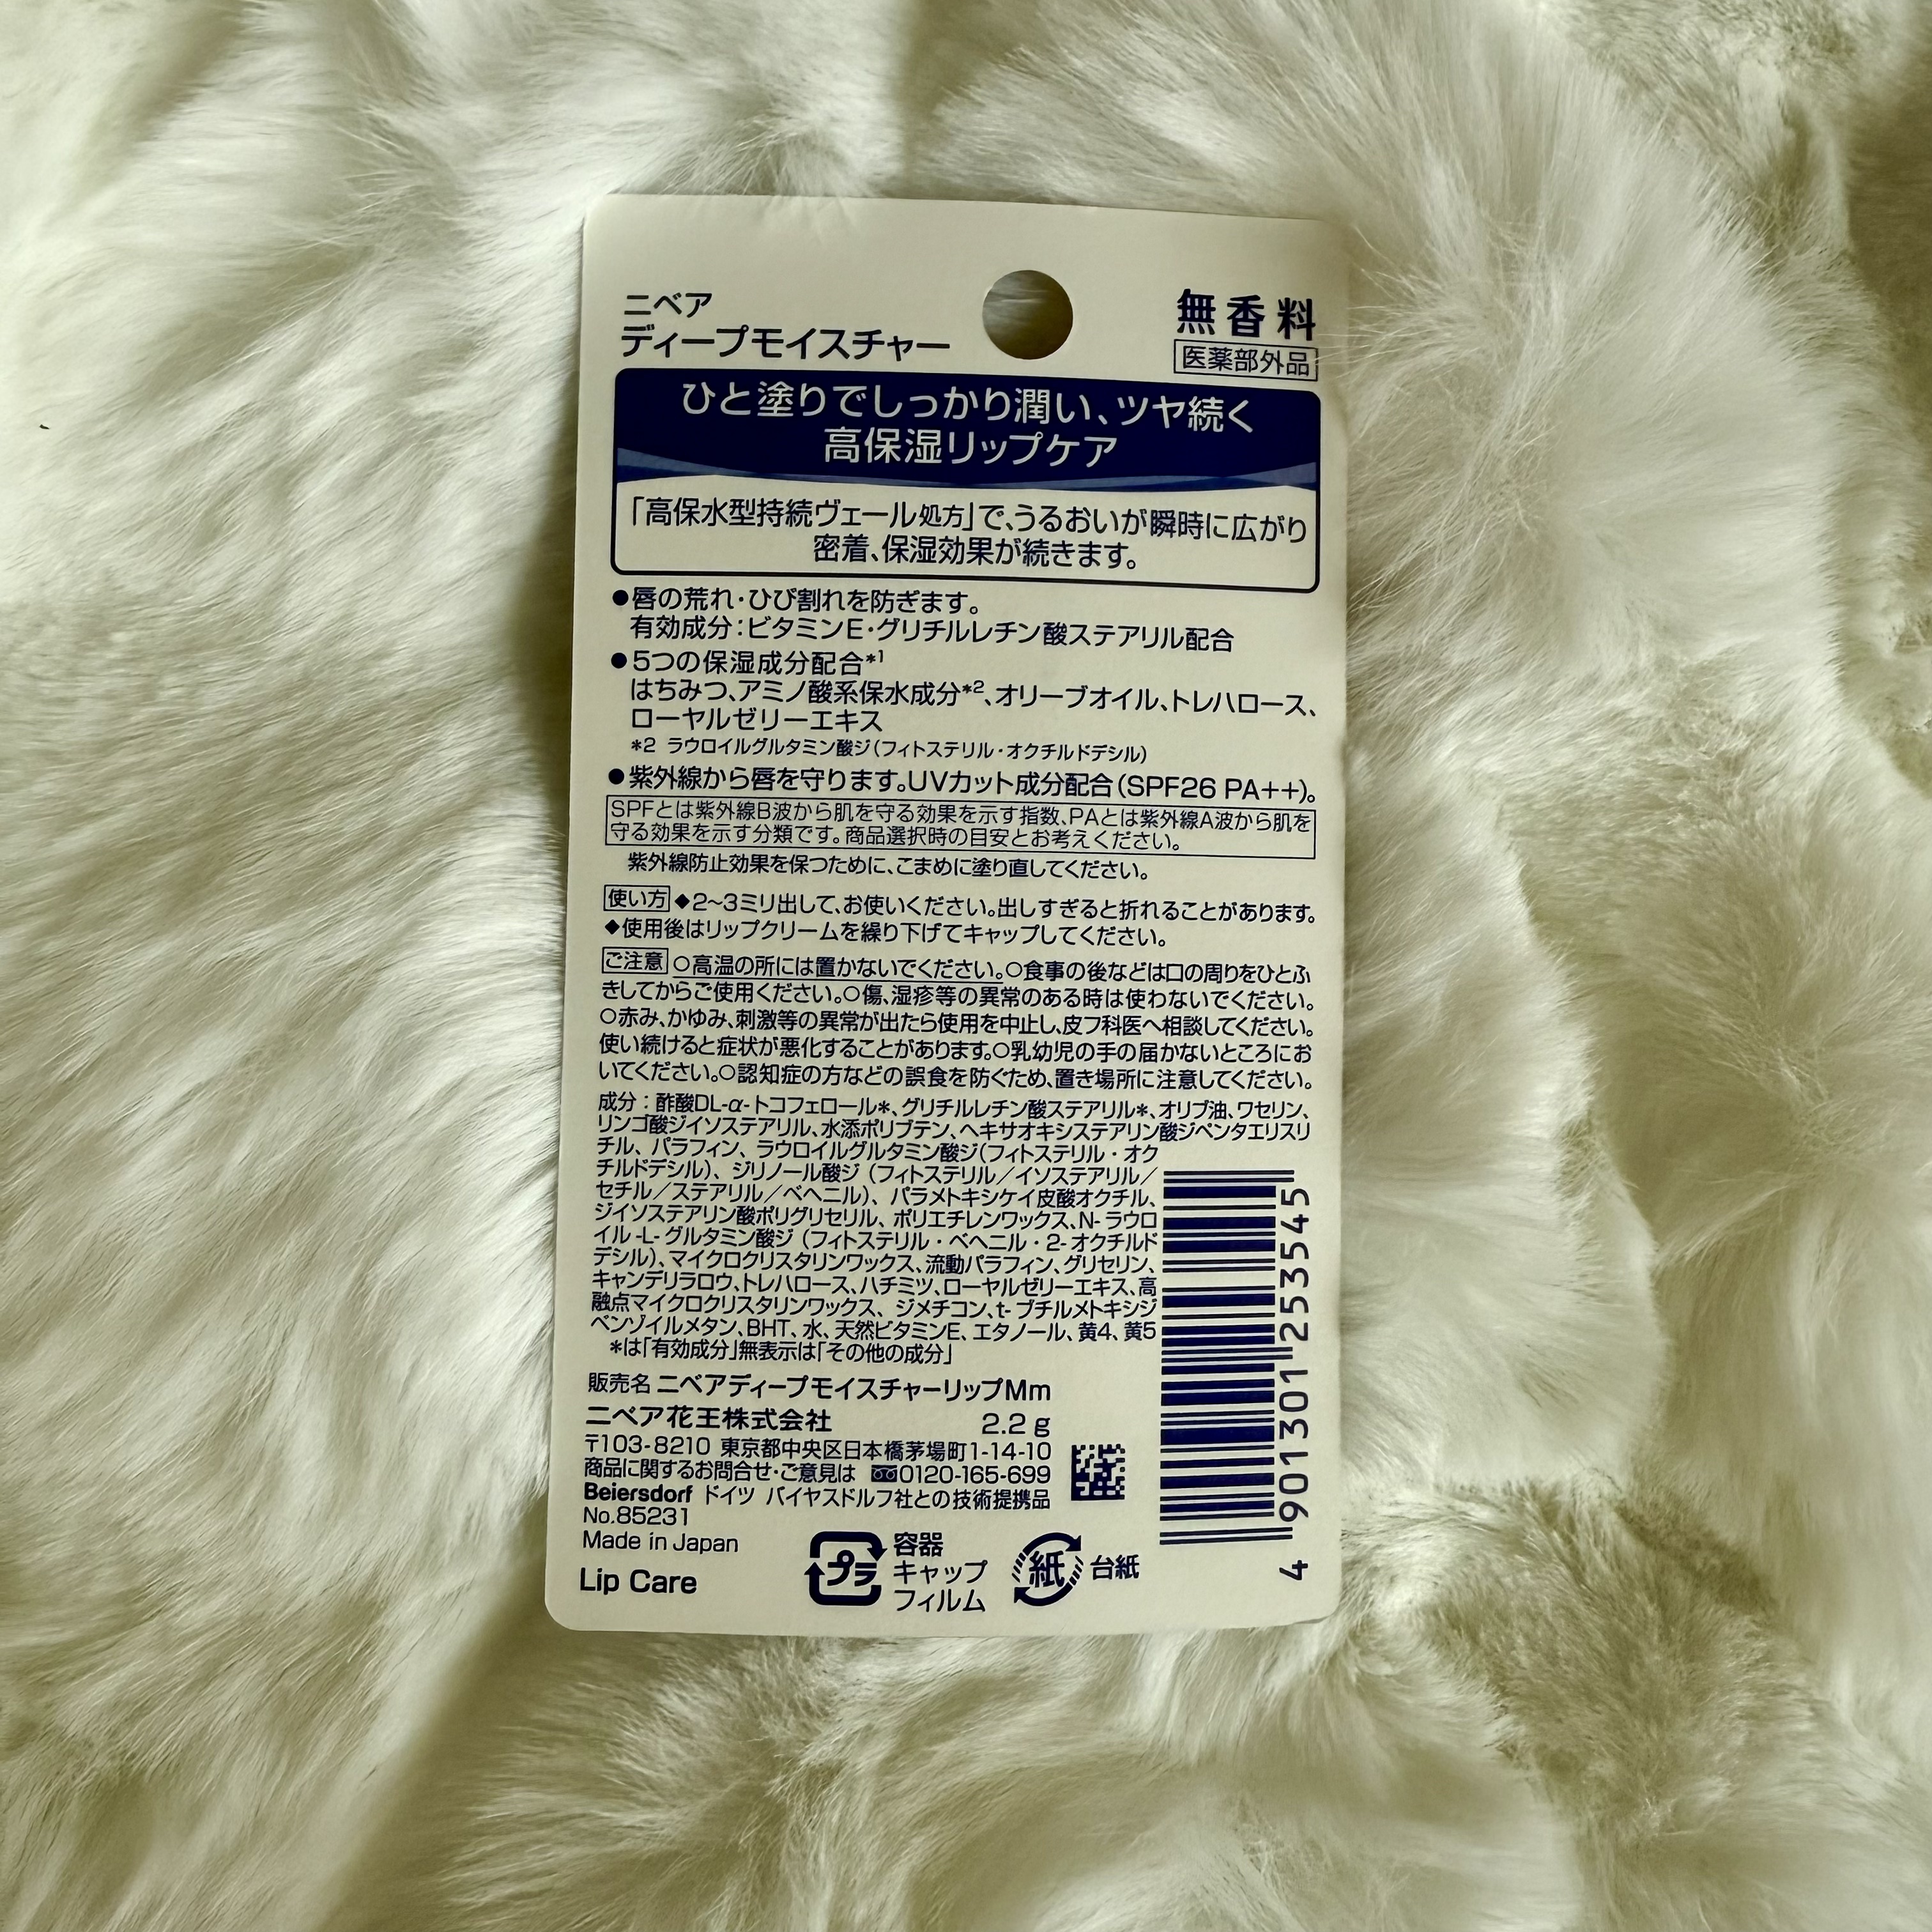 ニベア
ディープモイスチャー
無香料
医薬部外品
ひと塗りでしっかり潤い、ツヤ続く
高保湿リップケア
「高保水型持続ヴェール処方」で、うるおいが瞬時に広がり
密着、保湿効果が続きます。
●唇の荒れ・ひび割れを防ぎます。
有効成分：ビタミンE・グリチルレチン酸ステアリル配合
●5つの保湿成分配合*1
はちみつ、アミノ酸系保水成分*2、オリーブオイル、トレハロース、
ローヤルゼリーエキス
*2 ラウロイルグルタミン酸ジ(フィトステリル・オクチルドデシル)
●紫外線から唇を守ります。UVカット成分配合(SPF26 PA++)。
SPFとは紫外線B波から肌を守る効果を示す指数、PAとは紫外線A波から肌を
守る効果を示す分類です。商品選択時の目安とお考えください。
紫外線防止効果を保つために、こまめに塗り直してください。
使い方 ◆2~3ミリ出して、お使いください。出しすぎると折れることがあります。
◆使用後はリップクリームを繰り下げてキャップしてください。
ご注意 ○高温の所には置かないでください。○食事の後などは口の周りをひとふ
きしてからご使用ください。○傷、湿疹等の異常のある時は使わないでください。
○赤み、かゆみ、刺激等の異常が出たら使用を中止し、皮フ科医へ相談してください。
使い続けると症状が悪化することがあります。○乳幼児の手の届かないところにお
いてください。○認知症の方などの誤食を防ぐため、置き場所に注意してください。
成分：酢酸DL-α-トコフェロール*、グリチルレチン酸ステアリル*、オリブ油、ワセリン、
リンゴ酸ジイソステアリル、水添ポリブテン、ヘキサオキシステアリン酸ジペンタエリスリ
チル、パラフィン、ラウロイルグルタミン酸ジ(フィトステリル・オク
チルドデシル)、ジリノール酸ジ(フィトステリル／イソステアリル／
セチル／ステアリル／ベヘニル)、パラメトキシケイ皮酸オクチル、
ジイソステアリン酸ポリグリセリル、ポリエチレンワックス、N-ラウロ
イル-L-グルタミン酸ジ(フィトステリル・ベヘニル・2-オクチルド
デシル)、マイクロクリスタリンワックス、流動パラフィン、グリセリン、
キャンデリラロウ、トレハロース、ハチミツ、ローヤルゼリーエキス、高
融点マイクロクリスタリンワックス、ジメチコン、t-ブチルメトキシジ
ベンゾイルメタン、BHT、水、天然ビタミンE、エタノール、黄4、黄5
*は「有効成分」無表示は「その他の成分」
販売名 ニベアディープモイスチャーリップMm
ニベア花王株式会社 2.2g
〒103-8210 東京都中央区日本橋茅場町1-14-10
商品に関するお問合せ・ご意見は 0120-165-699
Beiersdorf ドイツ バイヤスドルフ社との技術提携品
No.85231
Made in Japan
Lip Care
プラ
容器
キャップ
フィルム
紙
台紙
4 901301 253545